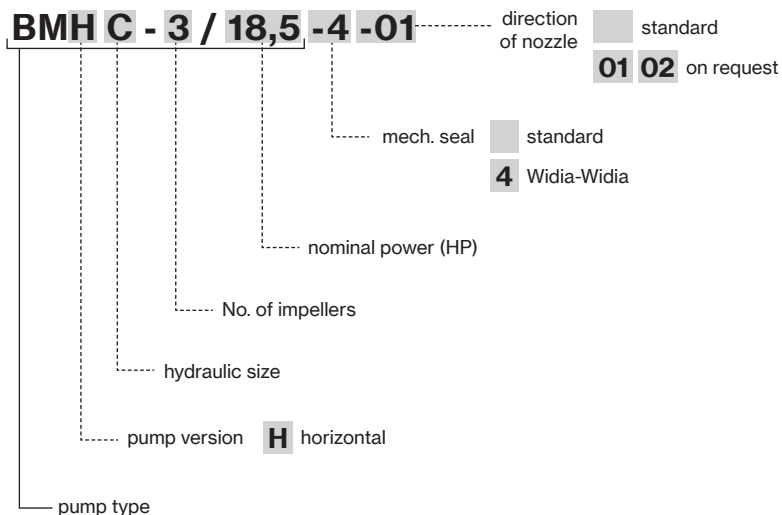 BMH C - 3 / 18,5 -4 -01
direction
of nozzle
standard
01 02 on request
mech. seal
standard
4 Widia-Widia
nominal power (HP)
No. of impellers
hydraulic size
pump version H horizontal
pump type